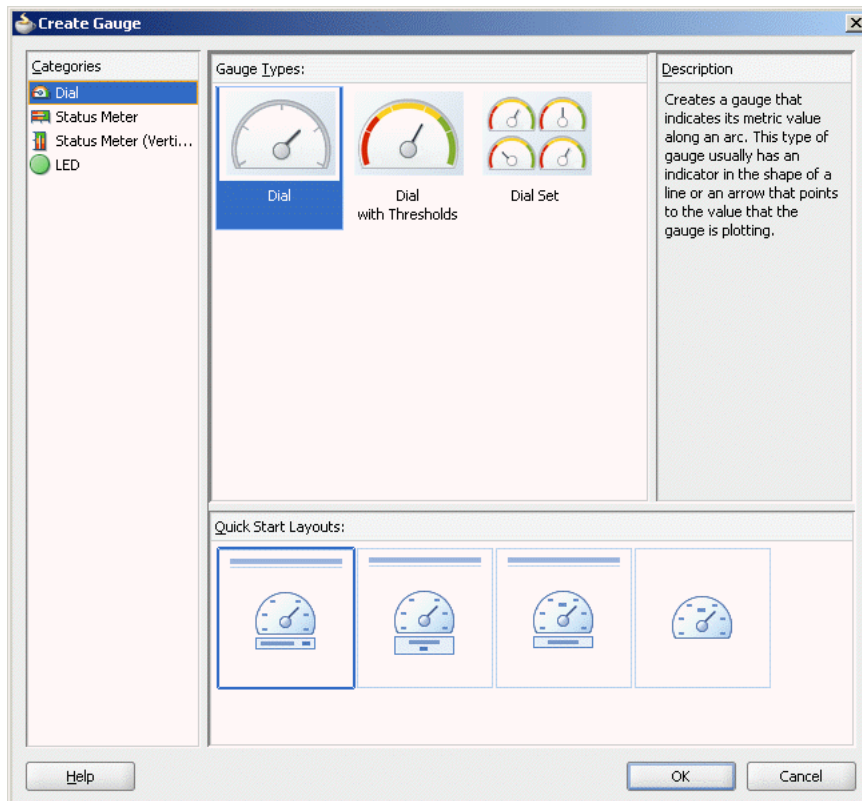 Create Gauge
Categories
Dial
Status Meter
Status Meter (Verti...
LED
Gauge Types:
Dial
Dial
with Thresholds
Dial Set
Description
Creates a gauge that
indicates its metric value
along an arc. This type of
gauge usually has an
indicator in the shape of a
line or an arrow that points
to the value that the
gauge is plotting.
Quick Start Layouts:
Help
OK
Cancel